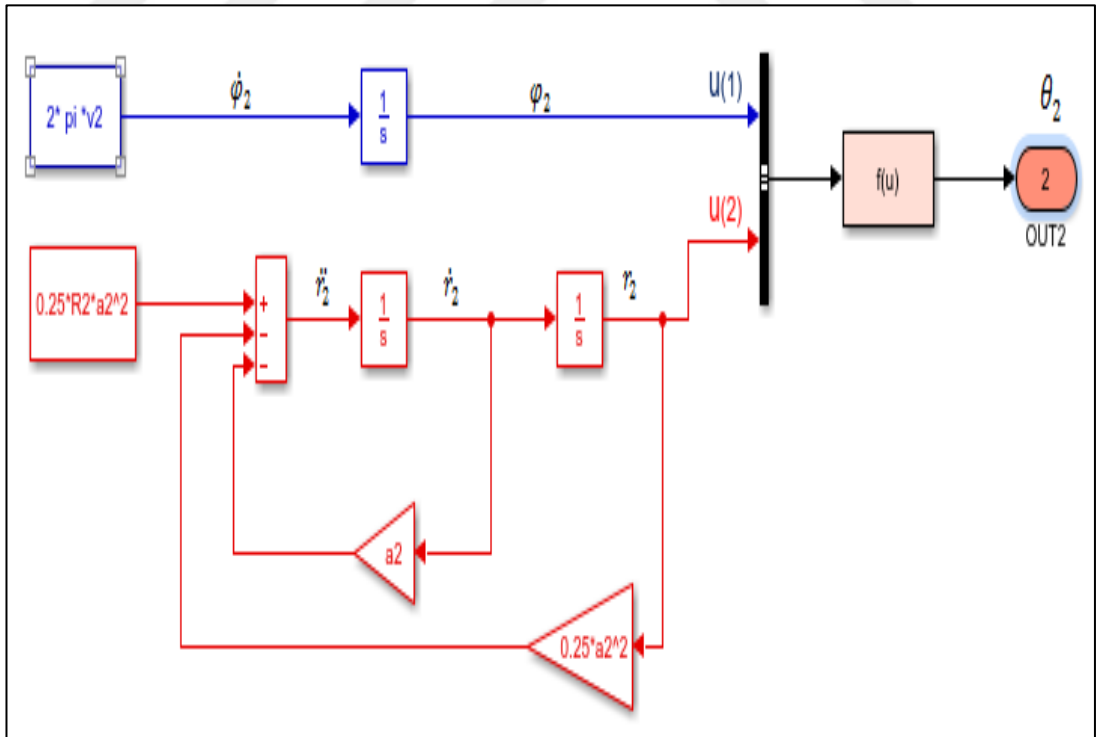 2* pi *v2
φ̇₂
1
s
φ₂
u(1)
θ₂
f(u)
2
OUT2
u(2)
0.25*R2*a2^2
+
−
−
r̈₂
1
s
ṙ₂
1
s
r₂
a2
0.25*a2^2